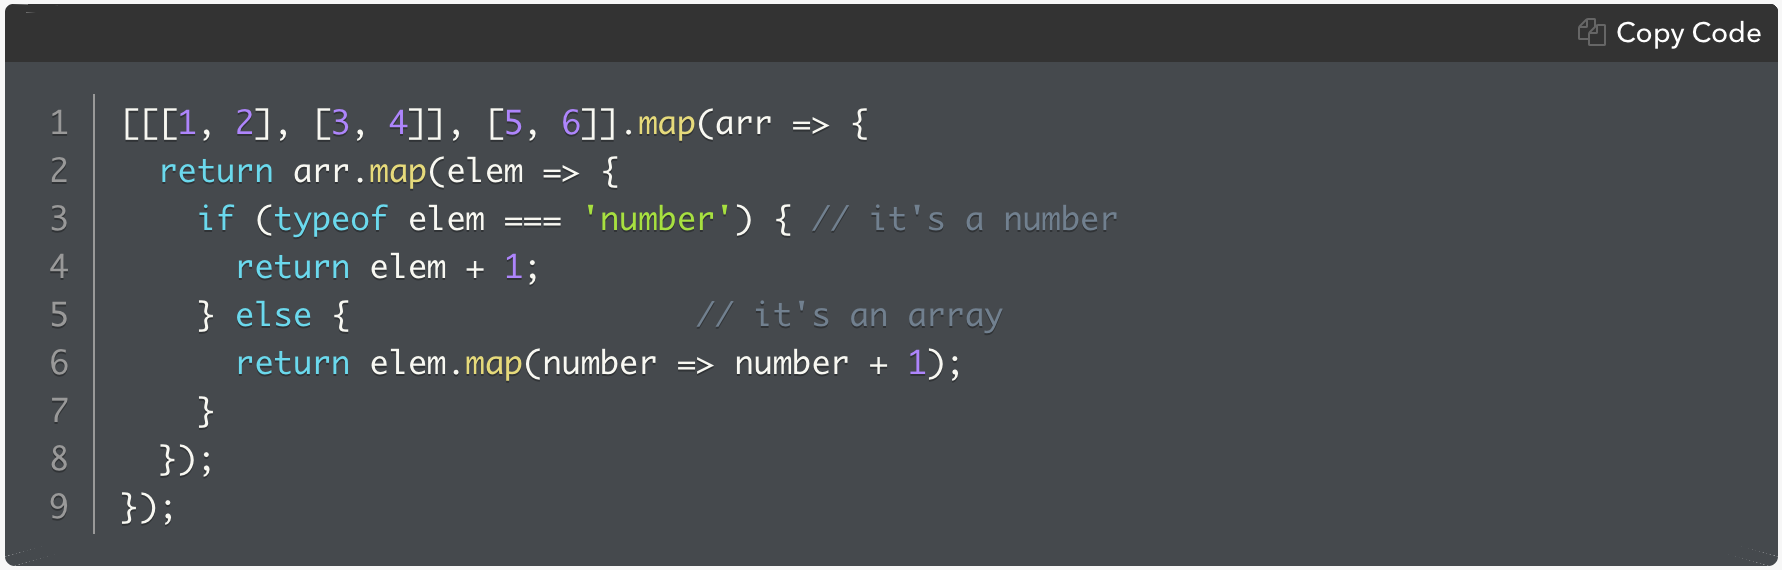 Copy Code
1 [[[1, 2], [3, 4]], [5, 6]].map(arr => {
2   return arr.map(elem => {
3     if (typeof elem === 'number') { // it's a number
4       return elem + 1;
5     } else {                  // it's an array
6       return elem.map(number => number + 1);
7     }
8   });
9 });